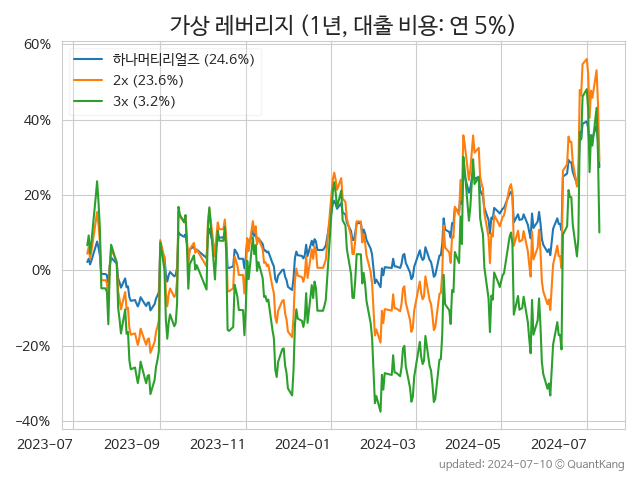 가상 레버리지 (1년, 대출 비용: 연 5%)
60%
40%
20%
0%
−20%
−40%
하나머티리얼즈 (24.6%)
2x (23.6%)
3x (3.2%)
2023-07
2023-09
2023-11
2024-01
2024-03
2024-05
2024-07
updated: 2024-07-10 © QuantKang